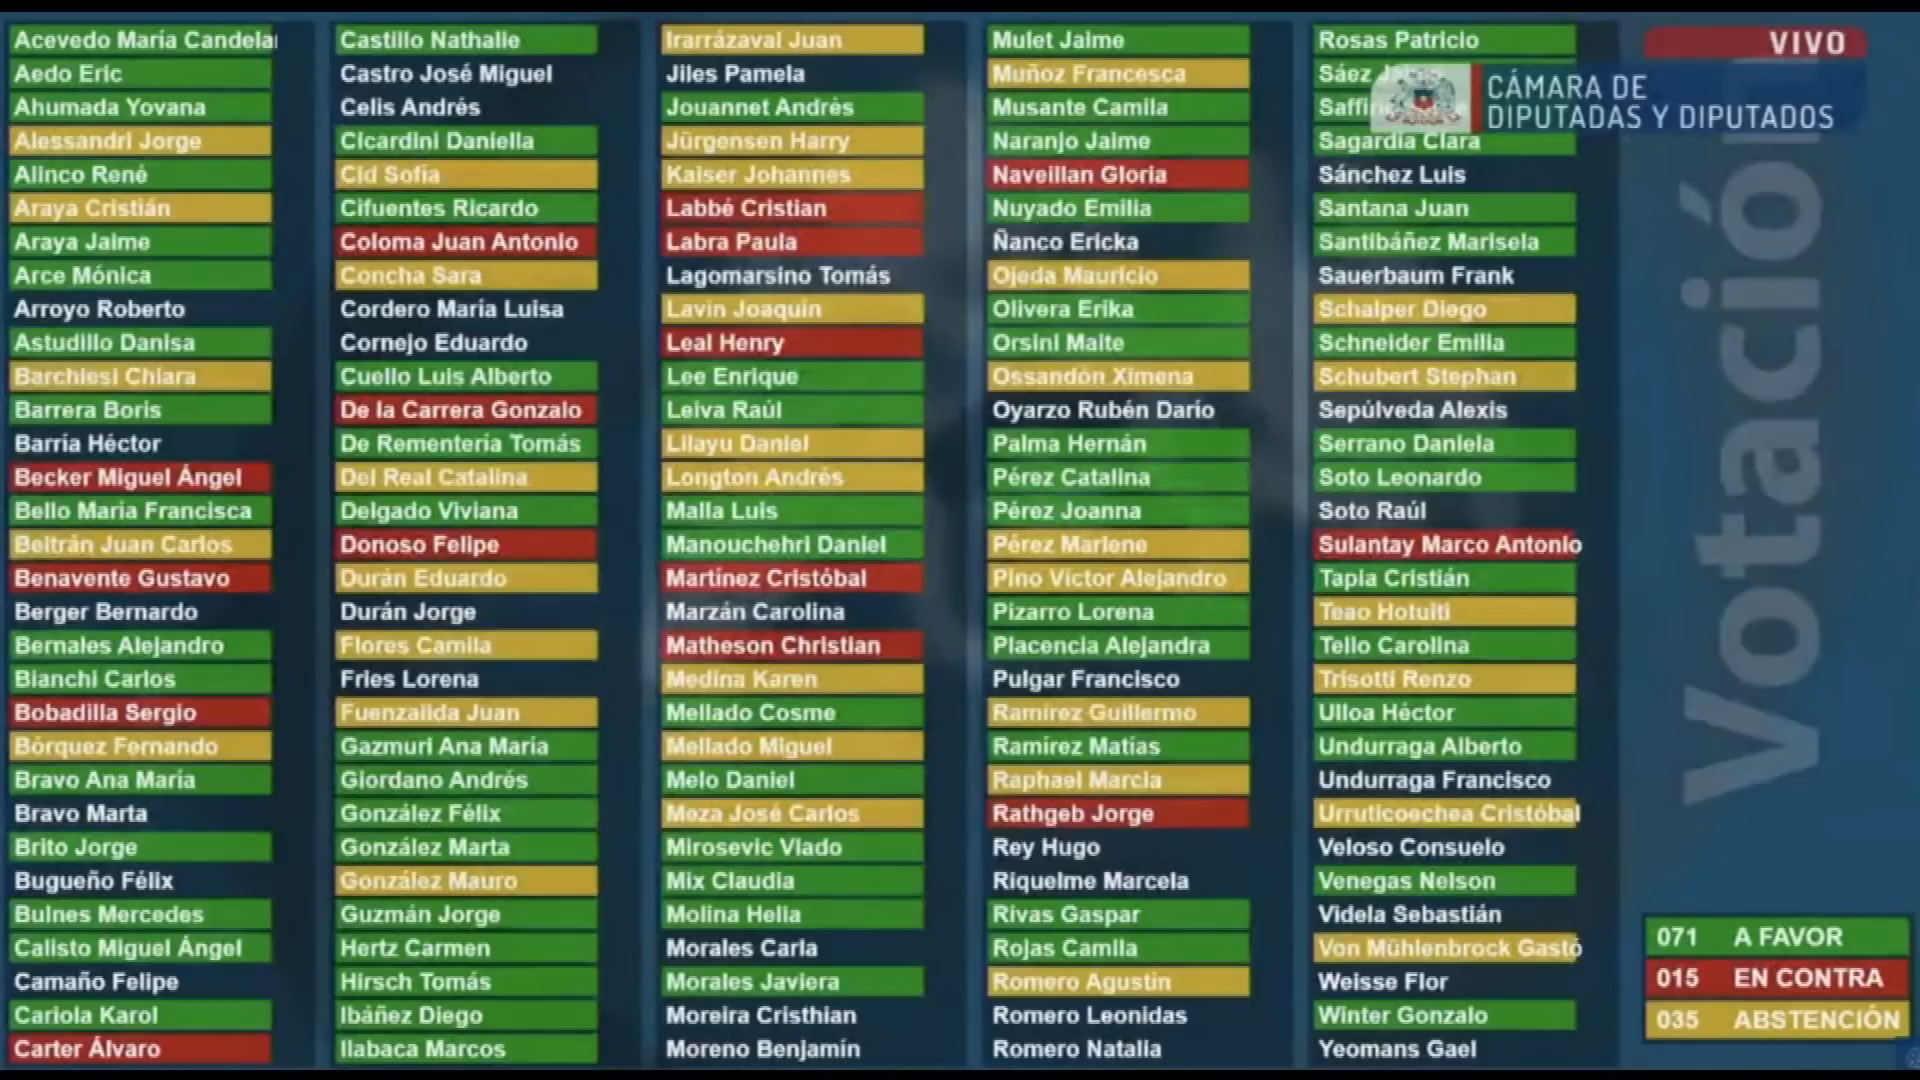 Acevedo María Candela
Aedo Eric
Ahumada Yovana
Alessandri Jorge
Alinco René
Araya Cristián
Araya Jaime
Arce Mónica
Arroyo Roberto
Astudillo Danisa
Barchiesi Chiara
Barrera Boris
Barría Héctor
Becker Miguel Ángel
Bello María Francisca
Beltrán Juan Carlos
Benavente Gustavo
Berger Bernardo
Bernales Alejandro
Bianchi Carlos
Bobadilla Sergio
Bórquez Fernando
Bravo Ana María
Bravo Marta
Brito Jorge
Bugueño Félix
Bulnes Mercedes
Calisto Miguel Ángel
Camaño Felipe
Cariola Karol
Carter Álvaro
Castillo Nathalie
Castro José Miguel
Celis Andrés
Cicardini Daniella
Cid Sofía
Cifuentes Ricardo
Coloma Juan Antonio
Concha Sara
Cordero María Luisa
Cornejo Eduardo
Cuello Luis Alberto
De la Carrera Gonzalo
De Rementería Tomás
Del Real Catalina
Delgado Viviana
Donoso Felipe
Durán Eduardo
Durán Jorge
Flores Camila
Fries Lorena
Fuenzalida Juan
Gazmuri Ana María
Giordano Andrés
González Félix
González Marta
González Mauro
Guzmán Jorge
Hertz Carmen
Hirsch Tomás
Ibáñez Diego
Ilabaca Marcos
Irarrázaval Juan
Jiles Pamela
Jouannet Andrés
Jürgensen Harry
Kaiser Johannes
Labbé Cristian
Labra Paula
Lagomarsino Tomás
Lavín Joaquín
Leal Henry
Lee Enrique
Leiva Raúl
Lilayu Daniel
Longton Andrés
Malla Luis
Manouchehri Daniel
Martínez Cristóbal
Marzán Carolina
Matheson Christian
Medina Karen
Mellado Cosme
Mellado Miguel
Melo Daniel
Meza José Carlos
Mirosevic Vlado
Mix Claudia
Molina Helia
Morales Carla
Morales Javiera
Moreira Cristhian
Moreno Benjamín
Mulet Jaime
Muñoz Francesca
Musante Camila
Naranjo Jaime
Naveillan Gloria
Nuyado Emilia
Ñanco Ericka
Ojeda Mauricio
Olivera Erika
Orsini Maite
Ossandón Ximena
Oyarzo Rubén Darío
Palma Hernán
Pérez Catalina
Pérez Joanna
Pérez Marlene
Pino Víctor Alejandro
Pizarro Lorena
Placencia Alejandra
Pulgar Francisco
Ramírez Guillermo
Ramírez Matías
Raphael Marcia
Rathgeb Jorge
Rey Hugo
Riquelme Marcela
Rivas Gaspar
Rojas Camila
Romero Agustín
Romero Leonidas
Romero Natalia
Rosas Patricio
Sáez
Saffiri
Sagardía Clara
Sánchez Luis
Santana Juan
Santibáñez Marisela
Sauerbaum Frank
Schalper Diego
Schneider Emilia
Schubert Stephan
Sepúlveda Alexis
Serrano Daniela
Soto Leonardo
Soto Raúl
Sulantay Marco Antonio
Tapia Cristián
Teao Hotuiti
Tello Carolina
Trisotti Renzo
Ulloa Héctor
Undurraga Alberto
Undurraga Francisco
Urruticoechea Cristóbal
Veloso Consuelo
Venegas Nelson
Videla Sebastián
Von Mühlenbrock Gastó
Weisse Flor
Winter Gonzalo
Yeomans Gael
VIVO
CÁMARA DE
DIPUTADAS Y DIPUTADOS
Votación
071 A FAVOR
015 EN CONTRA
035 ABSTENCIÓN